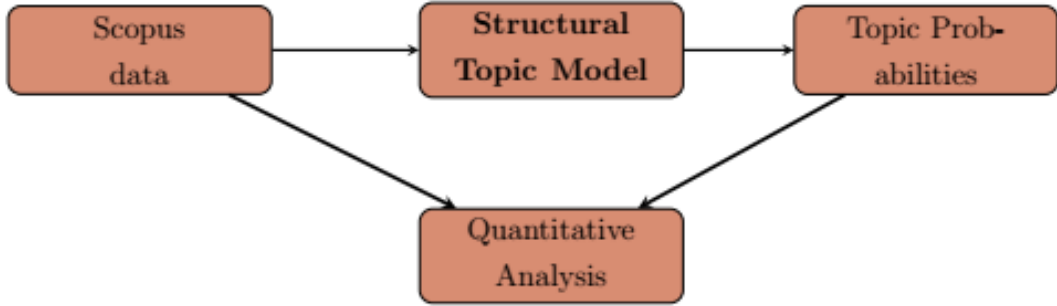 Scopus
data
Structural
Topic Model
Topic Prob-
abilities
Quantitative
Analysis